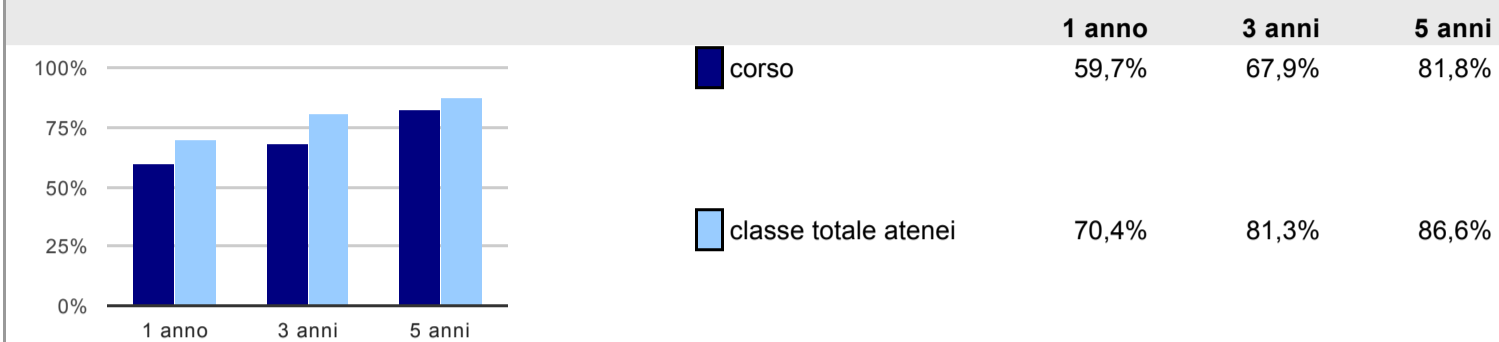 1 anno 3 anni 5 anni
100%
75%
50%
25%
0%
1 anno 3 anni 5 anni
corso 59,7% 67,9% 81,8%
classe totale atenei 70,4% 81,3% 86,6%